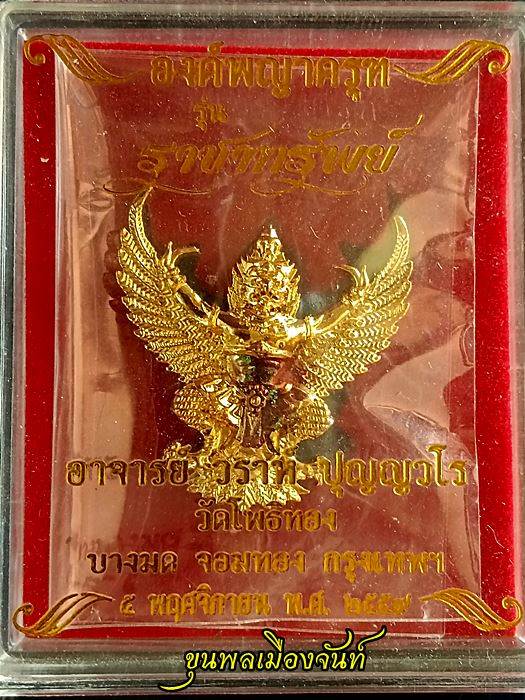 องค์พญาครุฑ
รุ่น
ราชาทรัพย์
อาจารย์ วราห์ ปุญญวโร
วัดโพธิทอง
บางมด จอมทอง กรุงเทพฯ
๕ พฤศจิกายน พ.ศ. ๒๕๕๗
ขุนพลเมืองจันท์